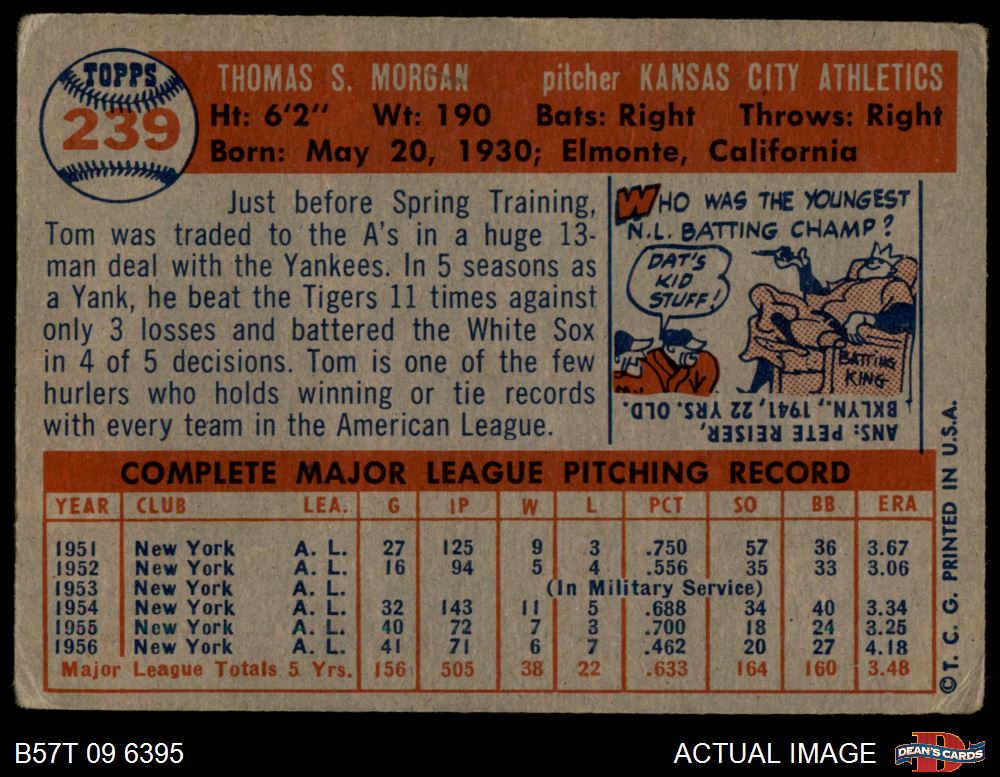 TOPPS
239
THOMAS S. MORGAN pitcher KANSAS CITY ATHLETICS
Ht: 6'2" Wt: 190 Bats: Right Throws: Right
Born: May 20, 1930; Elmonte, California
Just before Spring Training,
Tom was traded to the A's in a huge 13-
man deal with the Yankees. In 5 seasons as
a Yank, he beat the Tigers 11 times against
only 3 losses and battered the White Sox
in 4 of 5 decisions. Tom is one of the few
hurlers who holds winning or tie records
with every team in the American League.
WHO WAS THE YOUNGEST
N.L. BATTING CHAMP?
DAT'S
KID
STUFF!
BATTING
KING
ANS: PETE REISER,
BKLYN., 1941, 22 YRS. OLD.
COMPLETE MAJOR LEAGUE PITCHING RECORD
YEAR CLUB LEA. G IP W L PCT SO BB ERA
1951 New York A. L. 27 125 9 3 .750 57 36 3.67
1952 New York A. L. 16 94 5 4 .556 35 33 3.06
1953 New York A. L. (In Military Service)
1954 New York A. L. 32 143 11 5 .688 34 40 3.34
1955 New York A. L. 40 72 7 3 .700 18 24 3.25
1956 New York A. L. 41 71 6 7 .462 20 27 4.18
Major League Totals 5 Yrs. 156 505 38 22 .633 164 160 3.48
©T. C. G. PRINTED IN U.S.A.
B57T 09 6395
ACTUAL IMAGE
D
DEAN'S CARDS